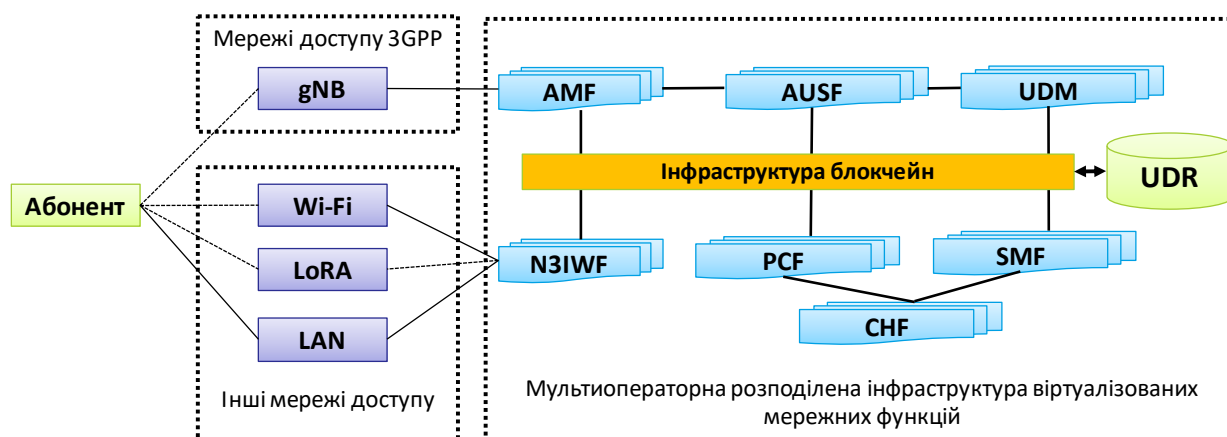 Мережі доступу 3GPP
gNB
AMF
AUSF
UDM
Інфраструктура блокчейн
UDR
Абонент
Wi-Fi
LoRA
LAN
N3IWF
PCF
SMF
CHF
Інші мережі доступу
Мультиоператорна розподілена інфраструктура віртуалізованих
мережних функцій